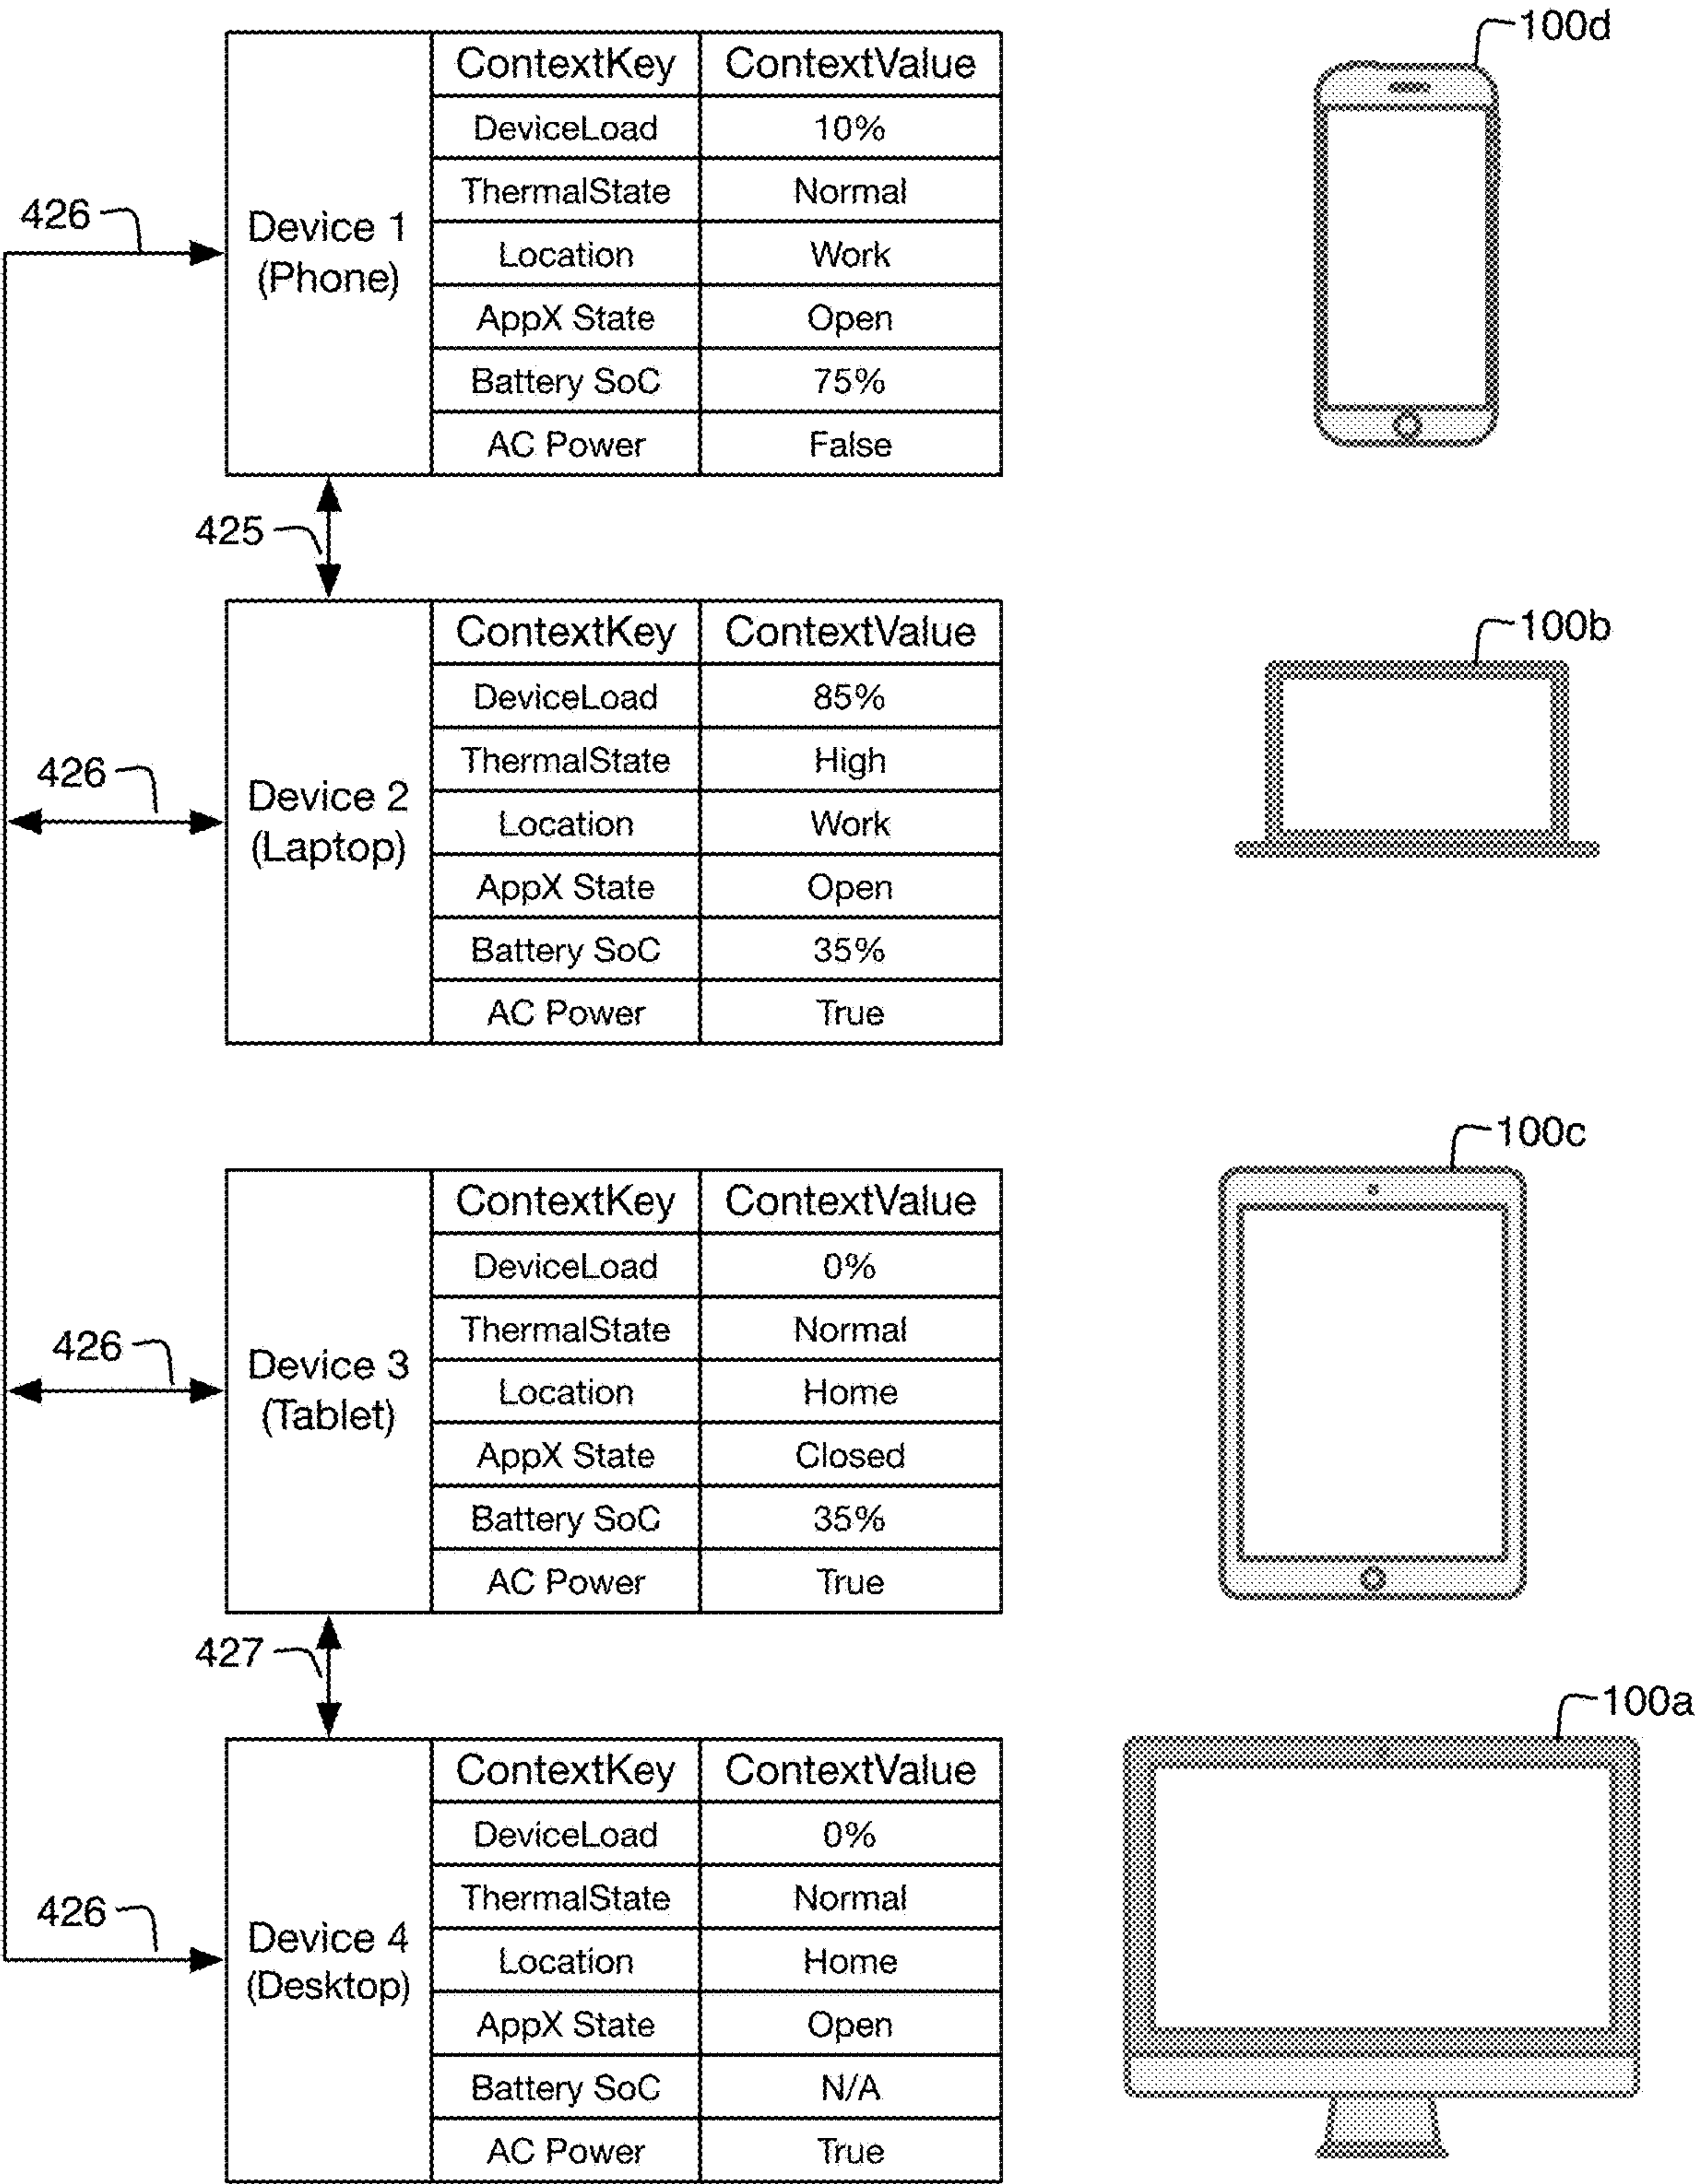 100d
ContextKey ContextValue
DeviceLoad 10%
ThermalState Normal
426
Device 1
(Phone)
Location Work
AppX State Open
Battery SoC 75%
AC Power False
425
100b
ContextKey ContextValue
DeviceLoad 85%
ThermalState High
426
Device 2
(Laptop)
Location Work
AppX State Open
Battery SoC 35%
AC Power True
100c
ContextKey ContextValue
DeviceLoad 0%
ThermalState Normal
426
Device 3
(Tablet)
Location Home
AppX State Closed
Battery SoC 35%
AC Power True
427
100a
ContextKey ContextValue
DeviceLoad 0%
ThermalState Normal
426
Device 4
(Desktop)
Location Home
AppX State Open
Battery SoC N/A
AC Power True